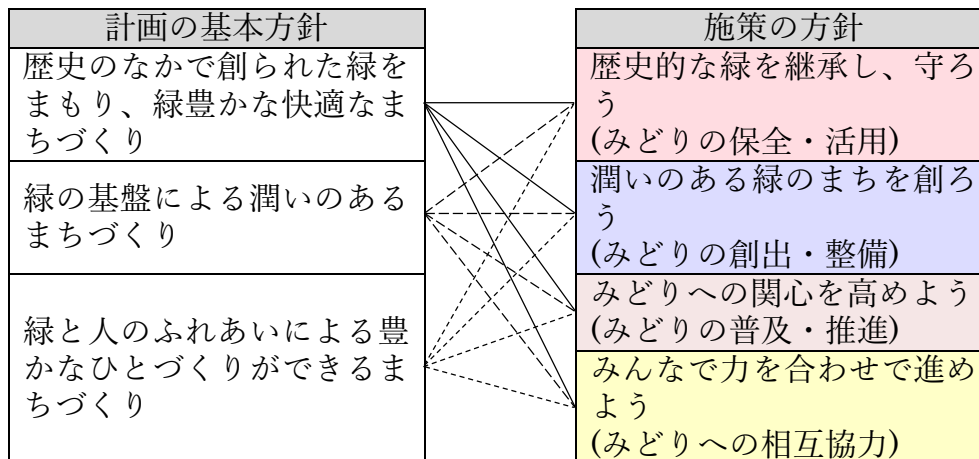 計画の基本方針
歴史のなかで創られた緑を
まもり、緑豊かな快適なま
ちづくり
緑の基盤による潤いのある
まちづくり
緑と人のふれあいによる豊
かなひとづくりができるま
ちづくり
施策の方針
歴史的な緑を継承し、守ろ
う
(みどりの保全・活用)
潤いのある緑のまちを創ろ
う
(みどりの創出・整備)
みどりへの関心を高めよう
(みどりの普及・推進)
みんなで力を合わせで進め
よう
(みどりへの相互協力)